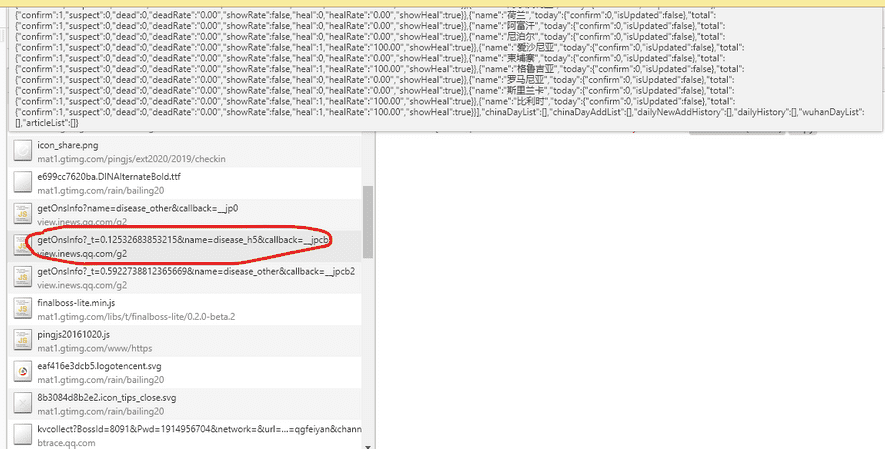 {"confirm":1,"suspect":0,"dead":0,"deadRate":"0.00","showRate":false,"heal":0,"healRate":"0.00","showHeal":true}},{"name":"荷兰","today":{"confirm":0,"isUpdated":false},"total":
{"confirm":1,"suspect":0,"dead":0,"deadRate":"0.00","showRate":false,"heal":0,"healRate":"0.00","showHeal":true}},{"name":"阿富汗","today":{"confirm":0,"isUpdated":false},"total":
{"confirm":1,"suspect":0,"dead":0,"deadRate":"0.00","showRate":false,"heal":0,"healRate":"0.00","showHeal":true}},{"name":"尼泊尔","today":{"confirm":0,"isUpdated":false},"total":
{"confirm":1,"suspect":0,"dead":0,"deadRate":"0.00","showRate":false,"heal":1,"healRate":"100.00","showHeal":true}},{"name":"爱沙尼亚","today":{"confirm":0,"isUpdated":false},"total":
{"confirm":1,"suspect":0,"dead":0,"deadRate":"0.00","showRate":false,"heal":0,"healRate":"0.00","showHeal":true}},{"name":"柬埔寨","today":{"confirm":0,"isUpdated":false},"total":
{"confirm":1,"suspect":0,"dead":0,"deadRate":"0.00","showRate":false,"heal":1,"healRate":"100.00","showHeal":true}},{"name":"格鲁吉亚","today":{"confirm":0,"isUpdated":false},"total":
{"confirm":1,"suspect":0,"dead":0,"deadRate":"0.00","showRate":false,"heal":0,"healRate":"0.00","showHeal":true}},{"name":"罗马尼亚","today":{"confirm":0,"isUpdated":false},"total":
{"confirm":1,"suspect":0,"dead":0,"deadRate":"0.00","showRate":false,"heal":0,"healRate":"0.00","showHeal":true}},{"name":"斯里兰卡","today":{"confirm":0,"isUpdated":false},"total":
{"confirm":1,"suspect":0,"dead":0,"deadRate":"0.00","showRate":false,"heal":1,"healRate":"100.00","showHeal":true}},{"name":"比利时","today":{"confirm":0,"isUpdated":false},"total":
{"confirm":1,"suspect":0,"dead":0,"deadRate":"0.00","showRate":false,"heal":1,"healRate":"100.00","showHeal":true}}],"chinaDayList":[],"chinaDayAddList":[],"dailyNewAddHistory":[],"dailyHistory":[],"wuhanDayList":
[],"articleList":[]})
icon_share.png
mat1.gtimg.com/pingjs/ext2020/2019/checkin
e699cc7620ba.DINAlternateBold.ttf
mat1.gtimg.com/rain/bailing20
getOnsInfo?name=disease_other&callback=__jp0
view.inews.qq.com/g2
getOnsInfo?_t=0.12532683853215&name=disease_h5&callback=__jpcb
view.inews.qq.com/g2
getOnsInfo?_t=0.5922738812365669&name=disease_other&callback=__jpcb2
view.inews.qq.com/g2
finalboss-lite.min.js
mat1.gtimg.com/libs/t/finalboss-lite/0.2.0-beta.2
pingjs20161020.js
mat1.gtimg.com/www/https
eaf416e3dcb5.logotencent.svg
mat1.gtimg.com/rain/bailing20
8b3084d8b2e2.icon_tips_close.svg
mat1.gtimg.com/rain/bailing20
kvcollect?BossId=8091&Pwd=1914956704&network=&url=...=qgfeiyan&chann
btrace.qq.com